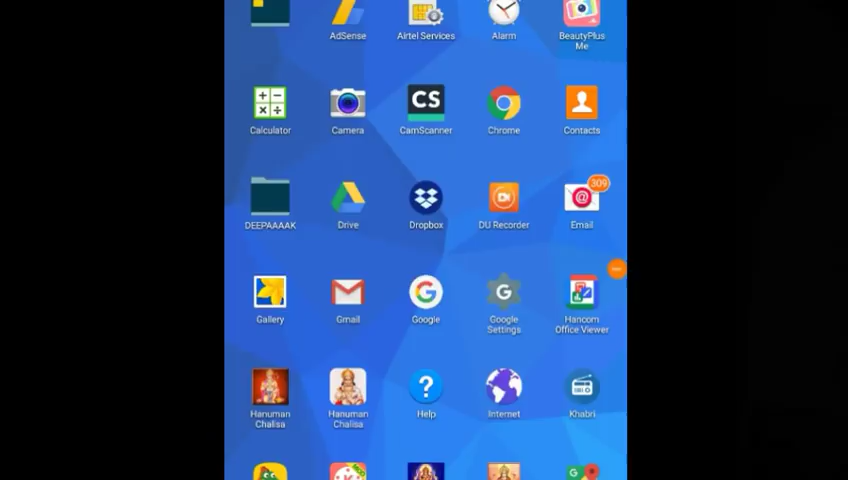 AdSense
Airtel Services
Alarm
BeautyPlus
Me
CS
Calculator
Camera
CamScanner
Chrome
Contacts
309
DEEPAAAAK
Drive
Dropbox
DU Recorder
Email
Gallery
Gmail
Google
Google
Settings
Hancom
Office Viewer
Hanuman
Chalisa
Hanuman
Chalisa
Help
Internet
Khabri